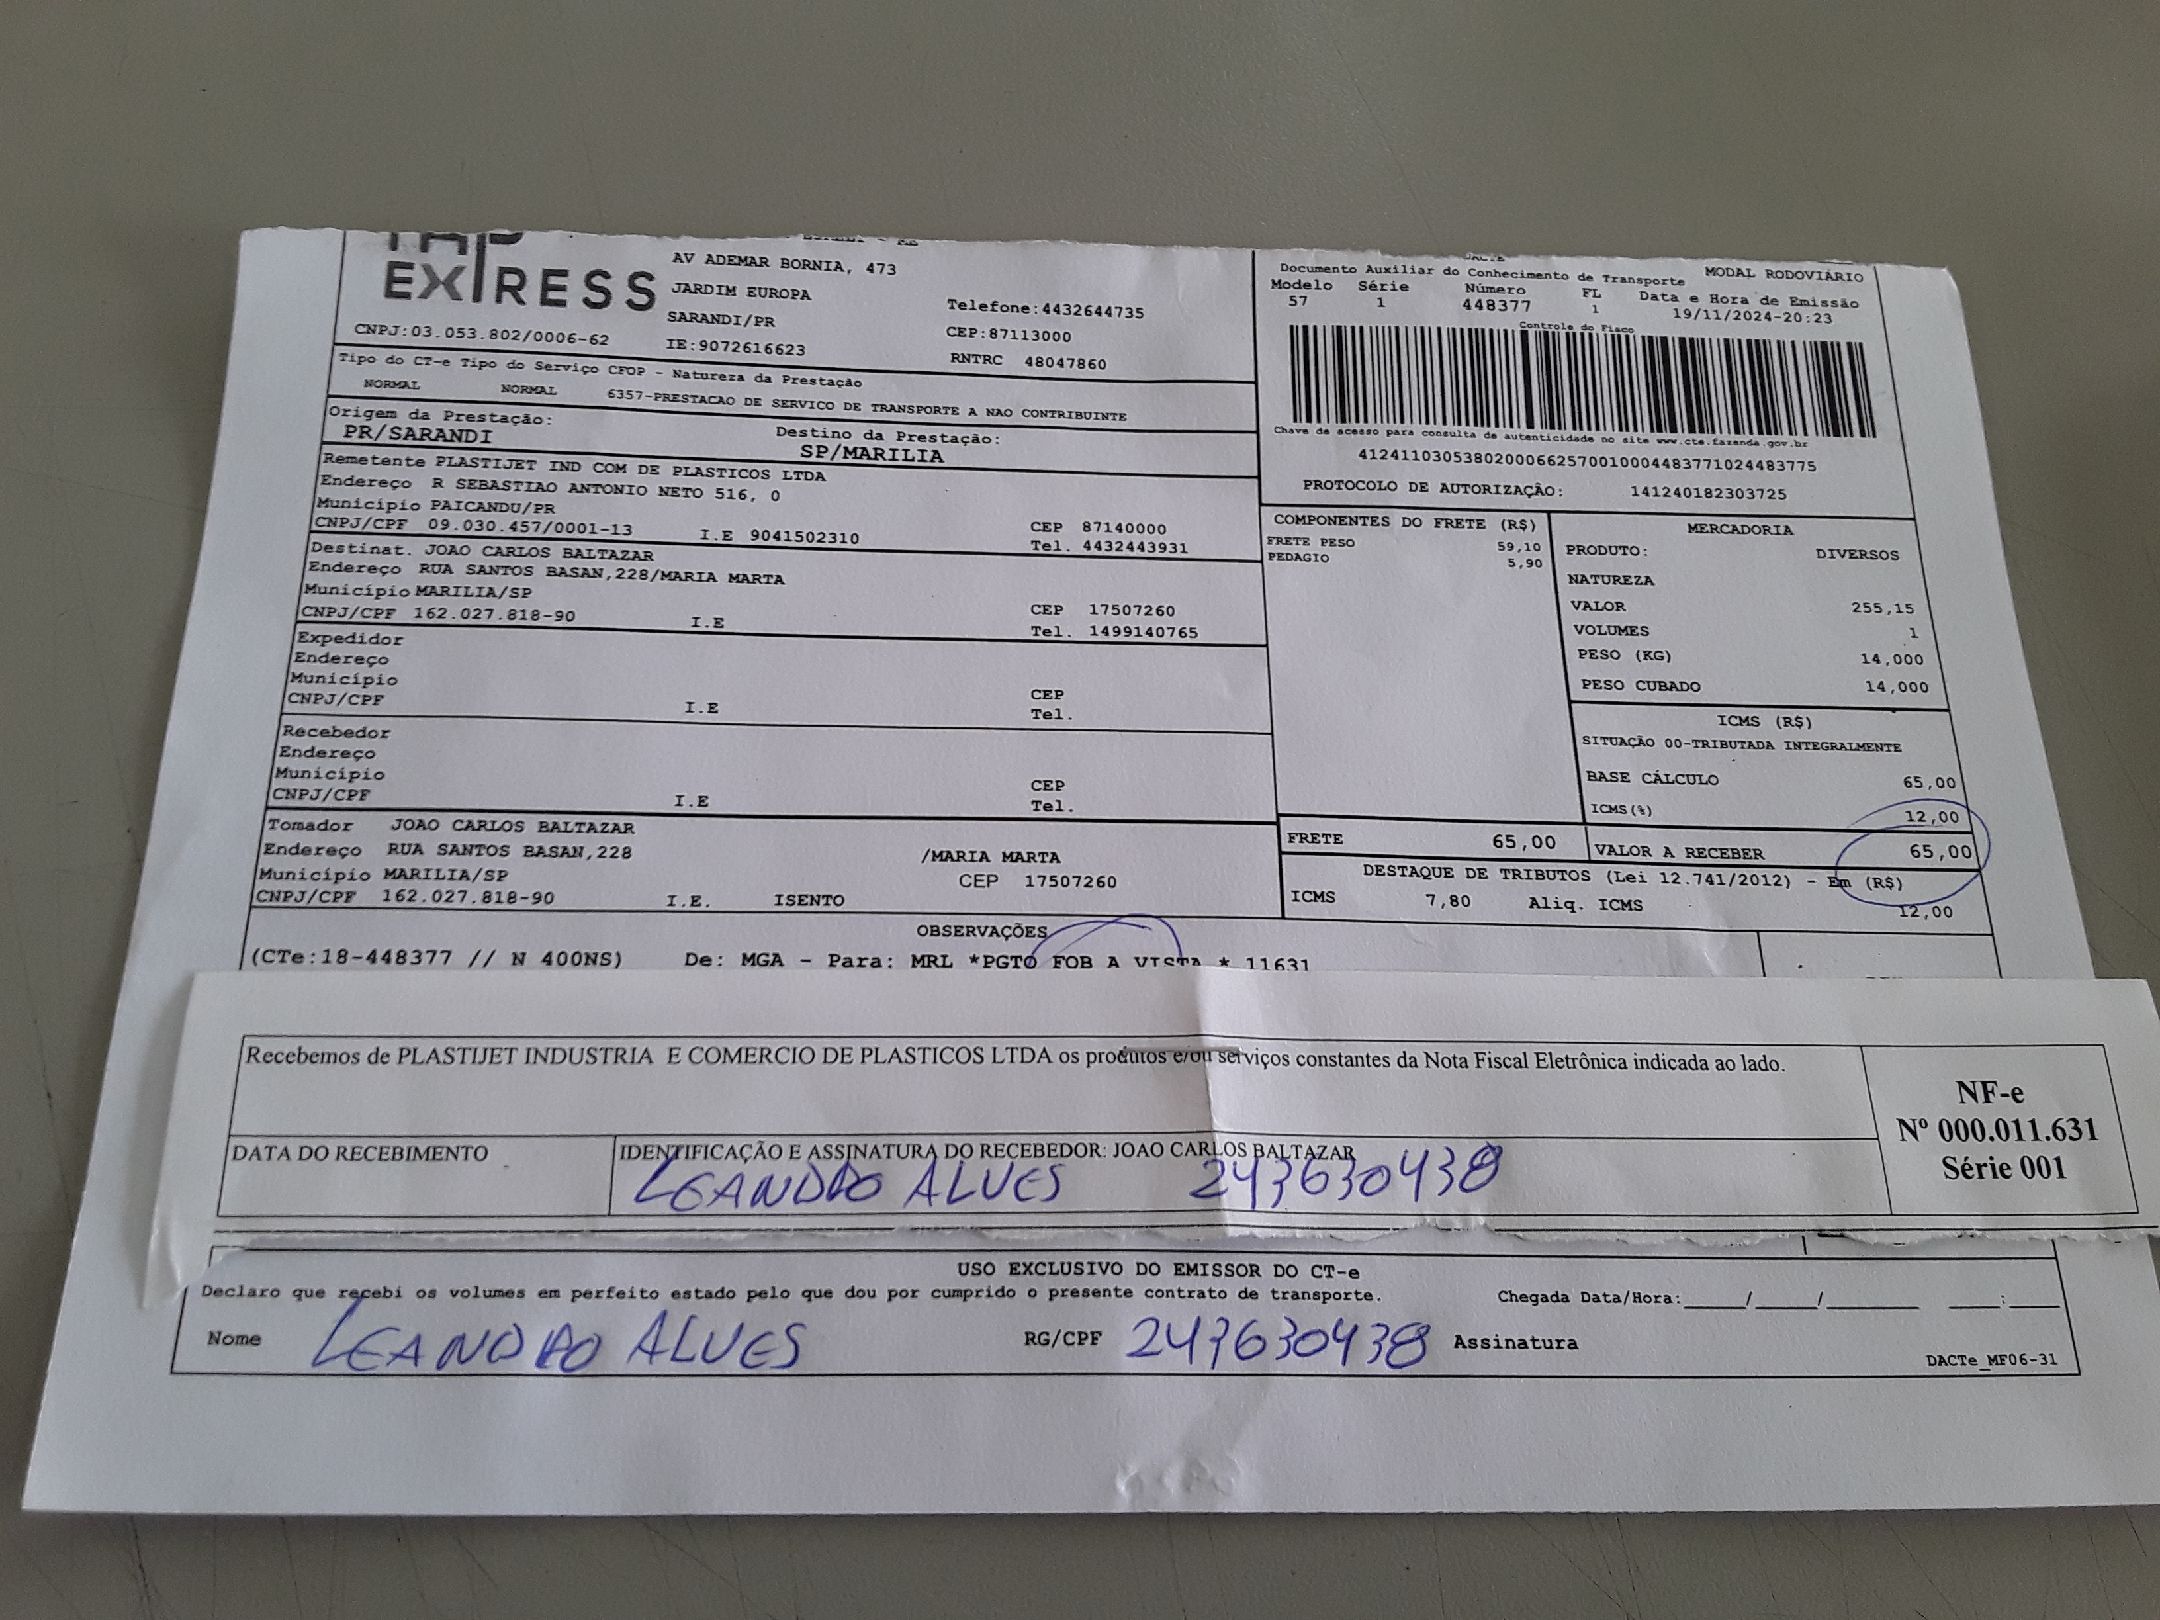 EXPRESS
AV ADEMAR BORNIA, 473
JARDIM EUROPA
SARANDI/PR
Telefone:4432644735
CEP:87113000
CNPJ:03.053.802/0006-62
IE:9072616623
RNTRC 48047860
Tipo do CT-e Tipo do Serviço CFOP - Natureza da Prestação
NORMAL NORMAL 6357-PRESTACAO DE SERVICO DE TRANSPORTE A NAO CONTRIBUINTE
Origem da Prestação: Destino da Prestação:
PR/SARANDI SP/MARILIA
Remetente PLASTIJET IND COM DE PLASTICOS LTDA
Endereço R SEBASTIAO ANTONIO NETO 516, 0
Município PAICANDU/PR CEP 87140000
CNPJ/CPF 09.030.457/0001-13 I.E 9041502310 Tel. 4432443931
Destinat. JOAO CARLOS BALTAZAR
Endereço RUA SANTOS BASAN,228/MARIA MARTA
Município MARILIA/SP CEP 17507260
CNPJ/CPF 162.027.818-90 I.E Tel. 1499140765
Expedidor
Endereço
Município CEP
CNPJ/CPF I.E Tel.
Recebedor
Endereço
Município CEP
CNPJ/CPF I.E Tel.
Tomador JOAO CARLOS BALTAZAR
Endereço RUA SANTOS BASAN,228 /MARIA MARTA
Município MARILIA/SP CEP 17507260
CNPJ/CPF 162.027.818-90 I.E. ISENTO
DACTE
Documento Auxiliar do Conhecimento de Transporte MODAL RODOVIÁRIO
Modelo Série Número FL Data e Hora de Emissão
57 1 448377 1 19/11/2024-20:23
Controle do Fisco
Chave de acesso para consulta de autenticidade no site www.cte.fazenda.gov.br
41241103053802000662570010004483771024483775
PROTOCOLO DE AUTORIZAÇÃO: 141240182303725
COMPONENTES DO FRETE (R$)
FRETE PESO 59,10
PEDAGIO 5,90
MERCADORIA
PRODUTO: DIVERSOS
NATUREZA
VALOR 255,15
VOLUMES 1
PESO (KG) 14,000
PESO CUBADO 14,000
ICMS (R$)
SITUAÇÃO 00-TRIBUTADA INTEGRALMENTE
BASE CÁLCULO 65,00
ICMS(%) 12,00
FRETE 65,00 VALOR A RECEBER 65,00
DESTAQUE DE TRIBUTOS (Lei 12.741/2012) - Em (R$)
ICMS 7,80 Aliq. ICMS 12,00
OBSERVAÇÕES
(CTe:18-448377 // N 400NS) De: MGA - Para: MRL *PGTO FOB A VISTA * 11631
Recebemos de PLASTIJET INDUSTRIA E COMERCIO DE PLASTICOS LTDA os produtos e/ou serviços constantes da Nota Fiscal Eletrônica indicada ao lado.
NF-e
Nº 000.011.631
Série 001
DATA DO RECEBIMENTO IDENTIFICAÇÃO E ASSINATURA DO RECEBEDOR: JOAO CARLOS BALTAZAR
LEANDRO ALVES 243630438
USO EXCLUSIVO DO EMISSOR DO CT-e
Declaro que recebi os volumes em perfeito estado pelo que dou por cumprido o presente contrato de transporte. Chegada Data/Hora:____/____/______ ___:___
Nome LEANDRO ALVES RG/CPF 243630438 Assinatura
DACTe_MF06-31